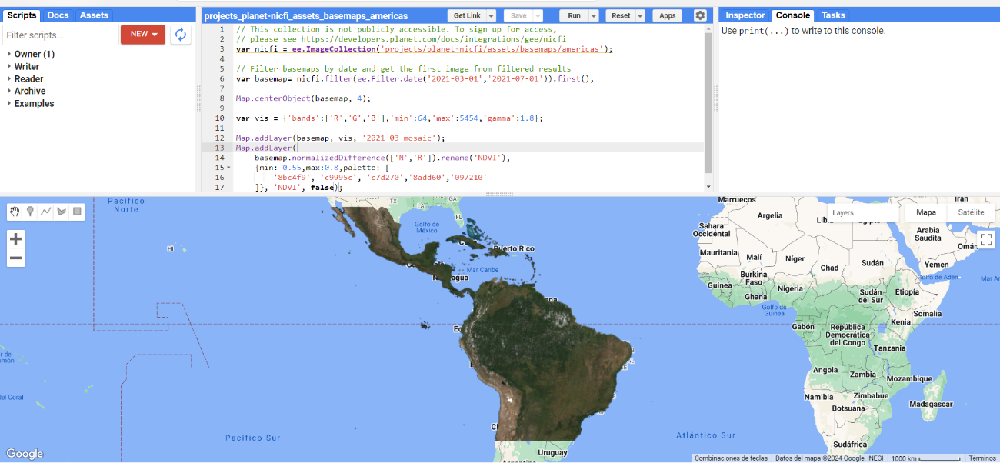 Scripts Docs Assets
Filter scripts...
NEW
Owner (1)
Writer
Reader
Archive
Examples
projects_planet-nicfi_assets_basemaps_americas
Get Link Save Run Reset Apps
1 // This collection is not publicly accessible. To sign up for access,
2 // please see https://developers.planet.com/docs/integrations/gee/nicfi
3 var nicfi = ee.ImageCollection('projects/planet-nicfi/assets/basemaps/americas');
4
5 // Filter basemaps by date and get the first image from filtered results
6 var basemap= nicfi.filter(ee.Filter.date('2021-03-01','2021-07-01')).first();
7
8 Map.centerObject(basemap, 4);
9
10 var vis = {'bands':['R','G','B'],'min':64,'max':5454,'gamma':1.8};
11
12 Map.addLayer(basemap, vis, '2021-03 mosaic');
13 Map.addLayer(
14 basemap.normalizedDifference(['N','R']).rename('NDVI'),
15 {min:-0.55,max:0.8,palette: [
16 '8bc4f9', 'c9995c', 'c7d270','8add60','097210'
17 ]}, 'NDVI', false);
Inspector Console Tasks
Use print(...) to write to this console.
Pacífico
Norte
HI
TX
LA
GA
FL
Golfo de
México
Puerto Rico
Mar Caribe
agua
Pacífico Sur
Uruguay
Atlántico Sur
Marruecos
Argelia
Sahara
Occidental
Mauritania
Malí
Níger
Chad
Sudán
Iran
Arabia
Saudita
Omán
Yemen
Golfo de Adén
Mar Ar
Burkina
Faso
Guinea
Ghana
Nigeria
Golfo de
Guinea
Sudán
del Sur
Etiopía
Somalia
Kenia
Gabón
República
Democrática
del Congo
Tanzania
Angola
Zambia
Mozambique
Namibia
Zimbabue
Botsuana
Madagascar
Sudáfrica
del Coral
Layers
Mapa Satélite
Google
Combinaciones de teclas Datos del mapa ©2024 Google, INEGI 1000 km Términos